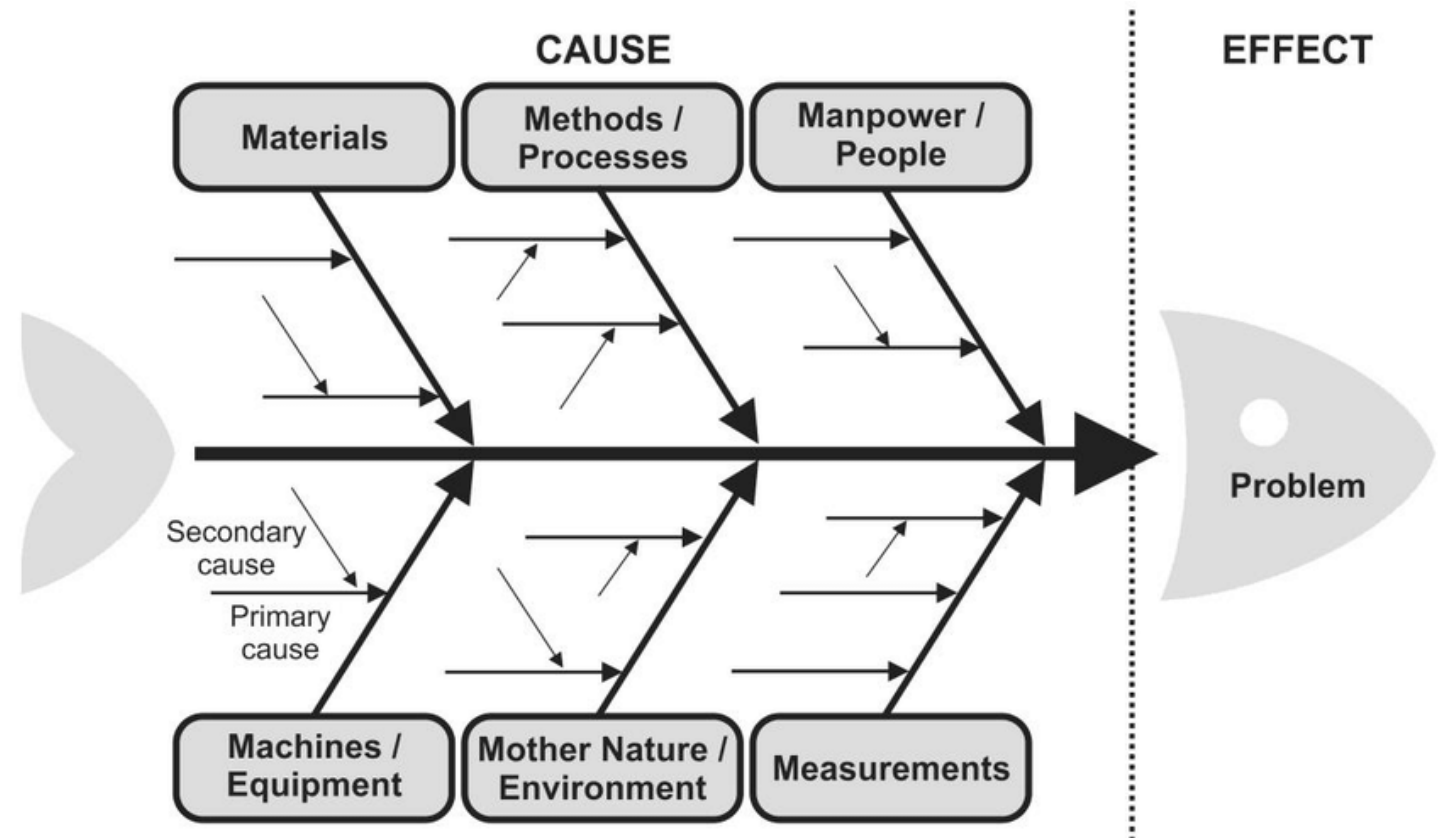 CAUSE
EFFECT
Materials
Methods /
Processes
Manpower /
People
Problem
Secondary
cause
Primary
cause
Machines /
Equipment
Mother Nature /
Environment
Measurements